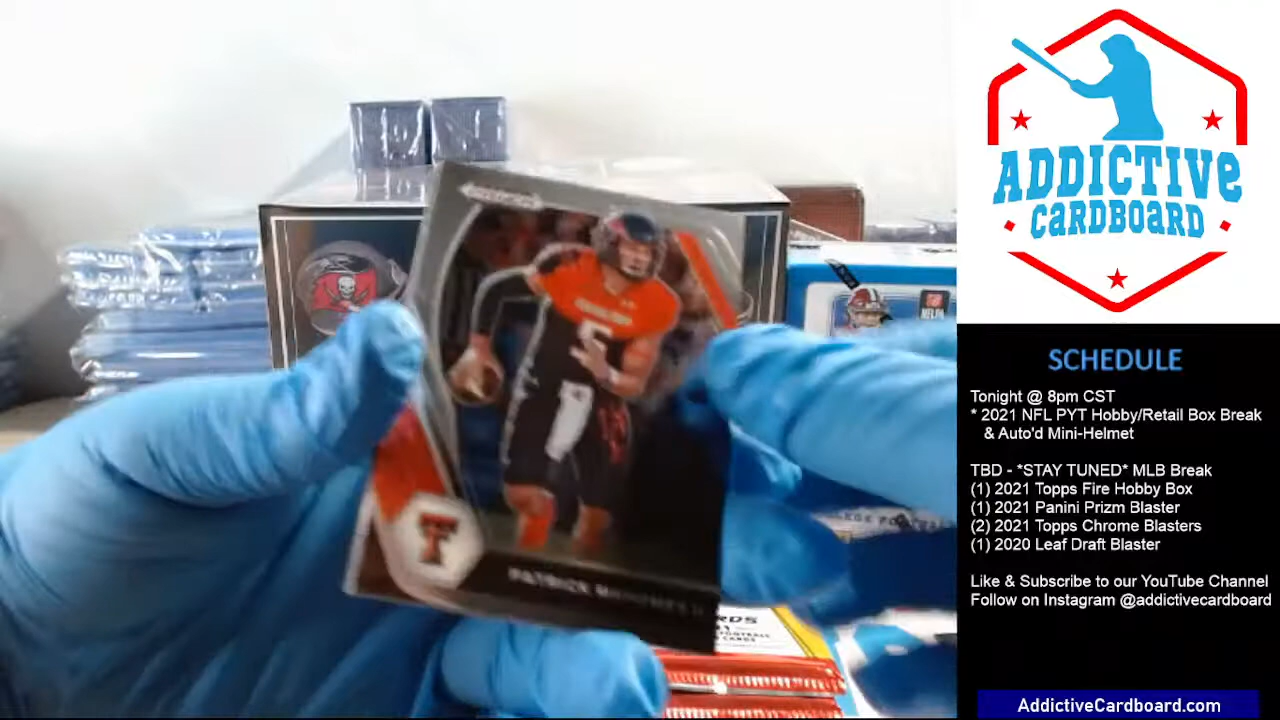 ADDICTIVE
CARDBOARD
SCHEDULE
Tonight @ 8pm CST
* 2021 NFL PYT Hobby/Retail Box Break
& Auto'd Mini-Helmet
TBD - *STAY TUNED* MLB Break
(1) 2021 Topps Fire Hobby Box
(1) 2021 Panini Prizm Blaster
(2) 2021 Topps Chrome Blasters
(1) 2020 Leaf Draft Blaster
Like & Subscribe to our YouTube Channel
Follow on Instagram @addictivecardboard
AddictiveCardboard.com
5
T
PATRICK MAHOMES II